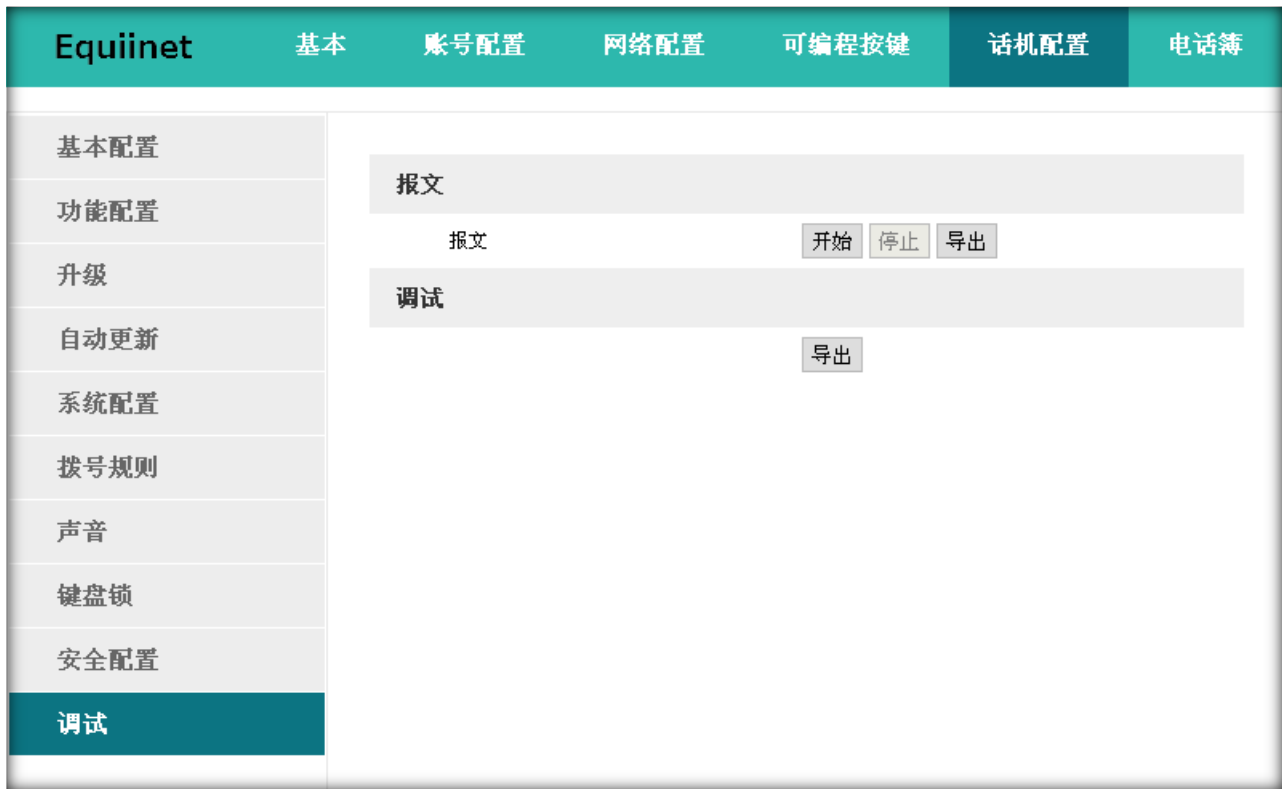 Equiinet 基本 账号配置 网络配置 可编程按键 话机配置 电话簿
基本配置
功能配置
升级
自动更新
系统配置
拨号规则
声音
键盘锁
安全配置
调试
报文
报文 开始 停止 导出
调试
导出